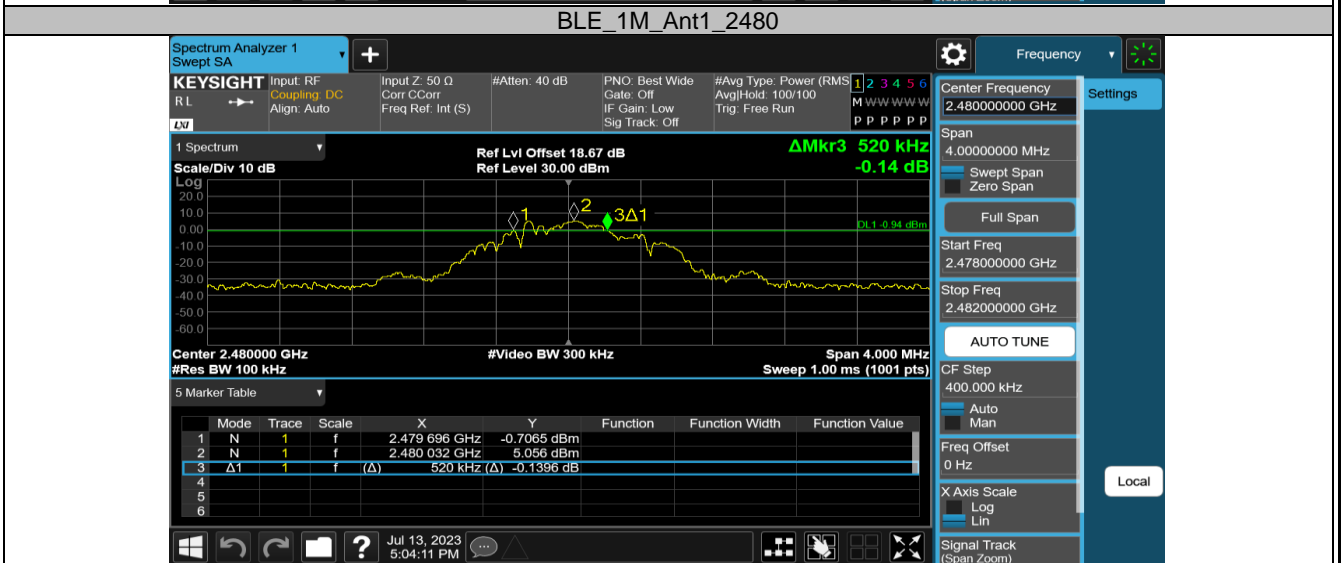 BLE_1M_Ant1_2480
Spectrum Analyzer 1
Swept SA
+
Frequency
KEYSIGHT
RL
LXI
Input: RF
Coupling: DC
Align: Auto
Input Z: 50 Ω
Corr CCorr
Freq Ref: Int (S)
#Atten: 40 dB
PNO: Best Wide
Gate: Off
IF Gain: Low
Sig Track: Off
#Avg Type: Power (RMS
Avg|Hold: 100/100
Trig: Free Run
1 2 3 4 5 6
M W W W W W
P P P P P P
1 Spectrum
Scale/Div 10 dB
Ref Lvl Offset 18.67 dB
Ref Level 30.00 dBm
ΔMkr3 520 kHz
-0.14 dB
Log
20.0
10.0
0.00
-10.0
-20.0
-30.0
-40.0
-50.0
-60.0
1
2
3Δ1
DL1 -0.94 dBm
Center 2.480000 GHz
#Res BW 100 kHz
#Video BW 300 kHz
Span 4.000 MHz
Sweep 1.00 ms (1001 pts)
5 Marker Table
Mode Trace Scale X Y Function Function Width Function Value
1 N 1 f 2.479 696 GHz -0.7065 dBm
2 N 1 f 2.480 032 GHz 5.056 dBm
3 Δ1 1 f (Δ) 520 kHz (Δ) -0.1396 dB
4
5
6
?
Jul 13, 2023
5:04:11 PM
Center Frequency
2.480000000 GHz
Span
4.00000000 MHz
Swept Span
Zero Span
Full Span
Start Freq
2.478000000 GHz
Stop Freq
2.482000000 GHz
AUTO TUNE
CF Step
400.000 kHz
Auto
Man
Freq Offset
0 Hz
X Axis Scale
Log
Lin
Signal Track
(Span Zoom)
Settings
Local